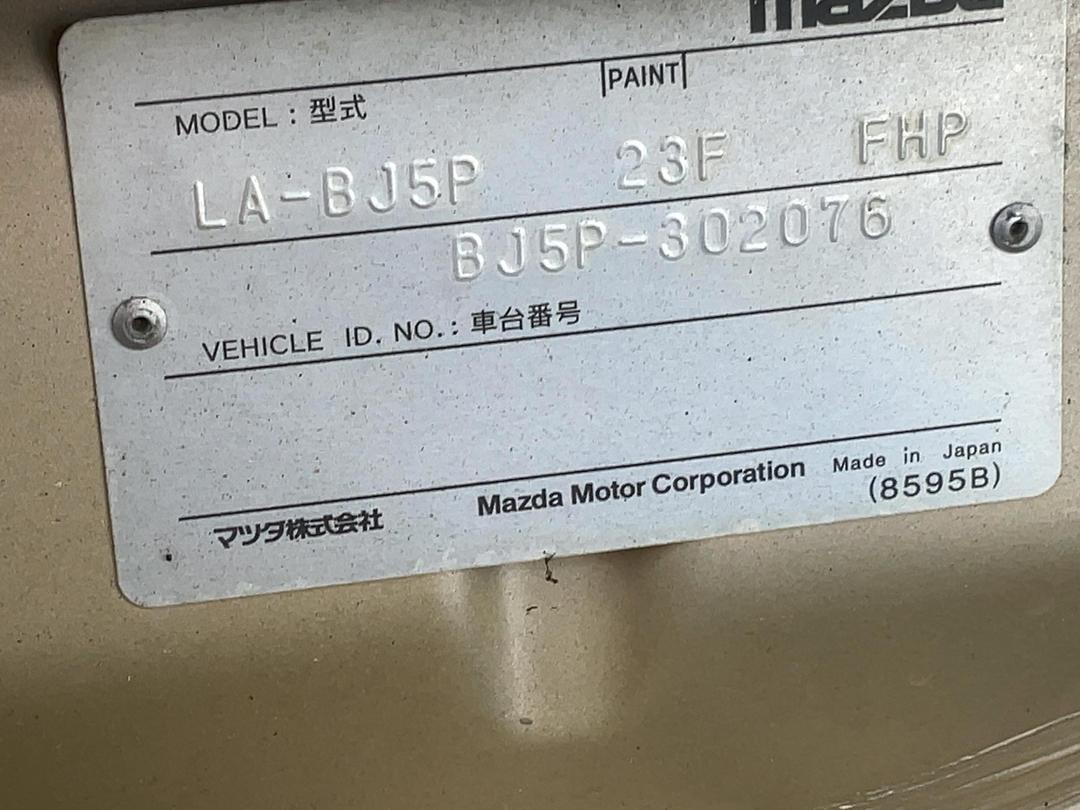 mazda
PAINT
MODEL : 型式
LA-BJ5P 23F FHP
BJ5P-302076
VEHICLE ID. NO. : 車台番号
マツダ株式会社 Mazda Motor Corporation Made in Japan
(8595B)